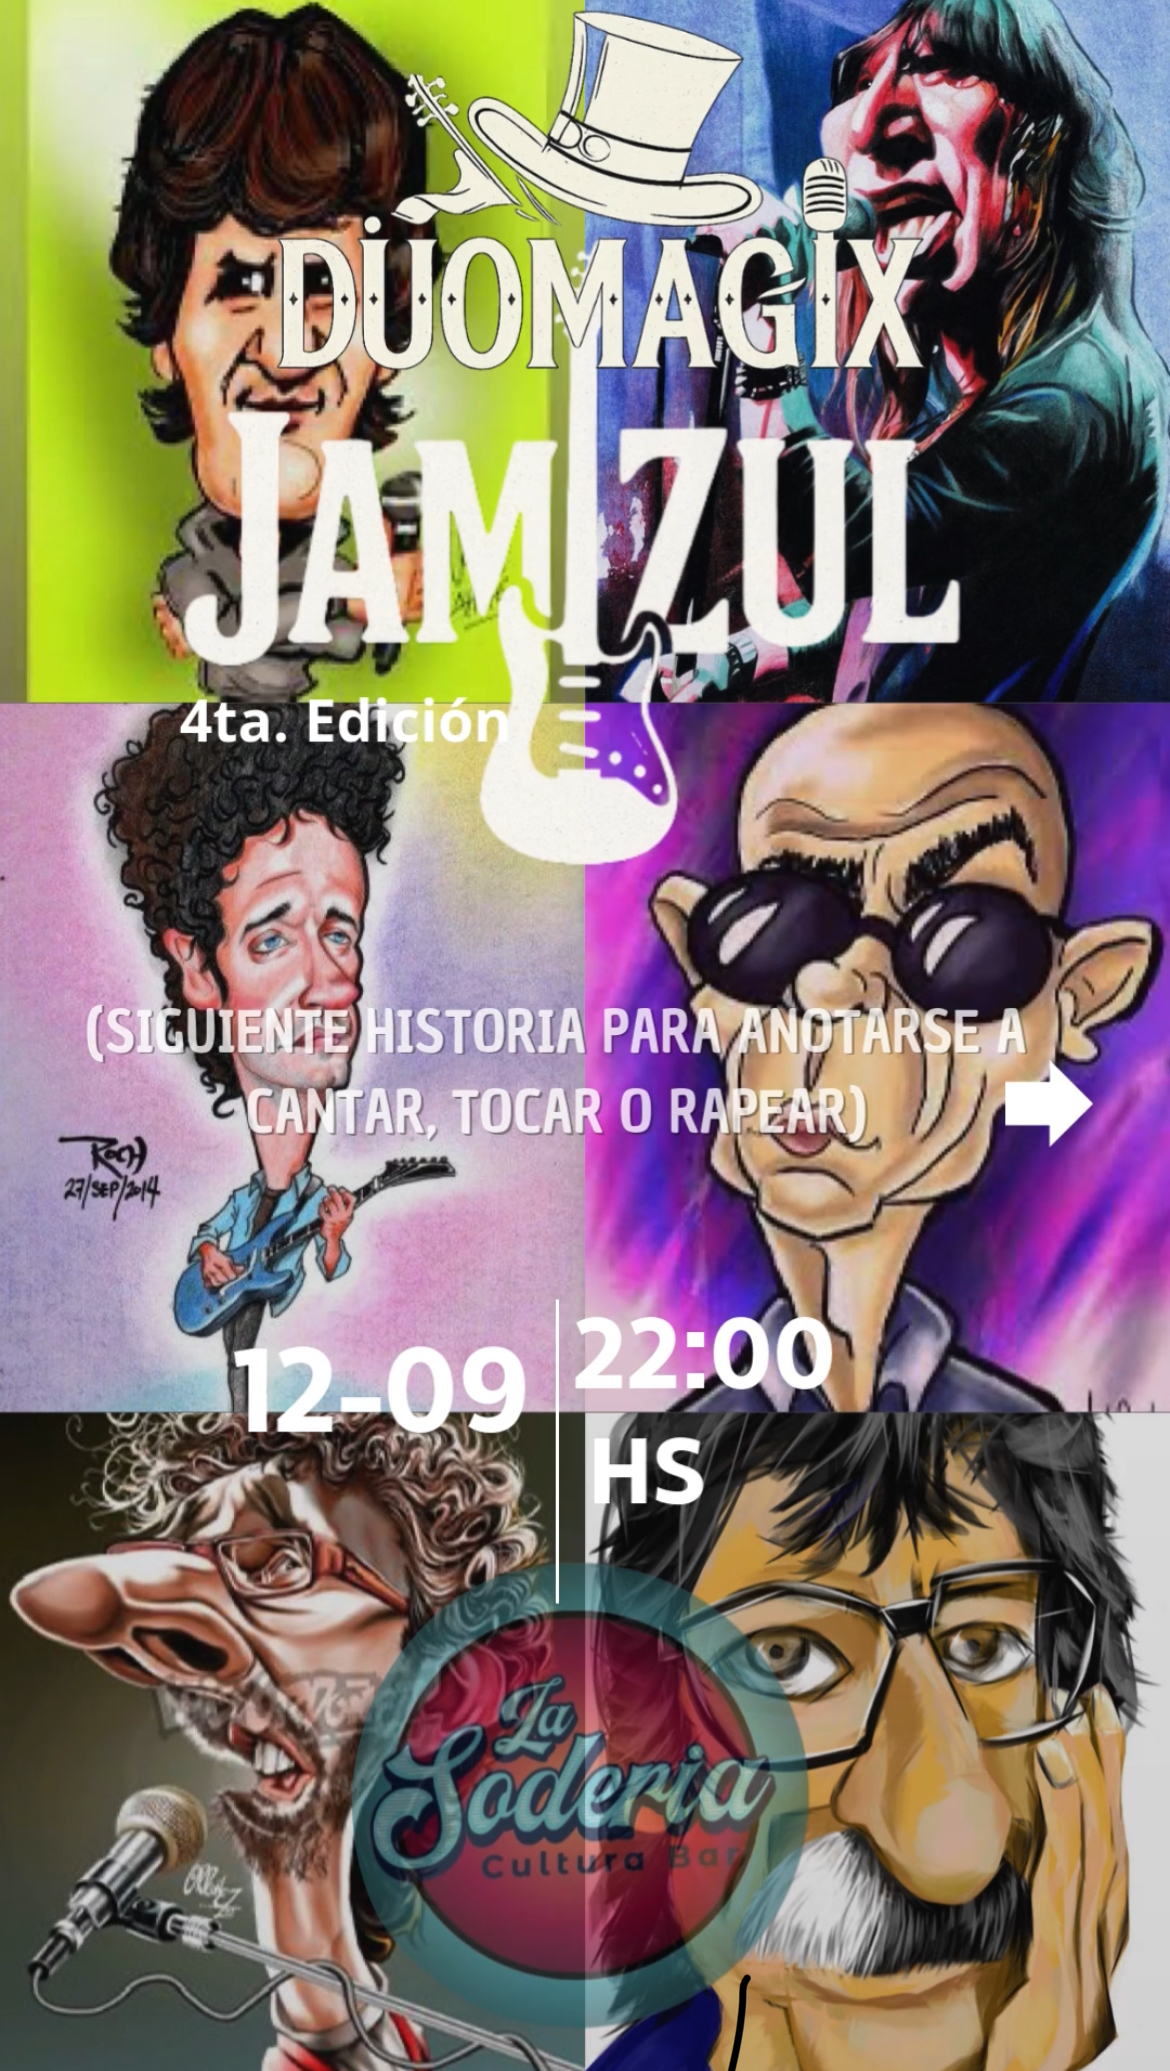 DUOMAGIX
JAM ZUL
4ta. Edición
(SIGUIENTE HISTORIA PARA ANOTARSE A
CANTAR, TOCAR O RAPEAR)
ROCH
27/SEP/2014
12-09
22:00
HS
La
Soderia
Cultura Bar